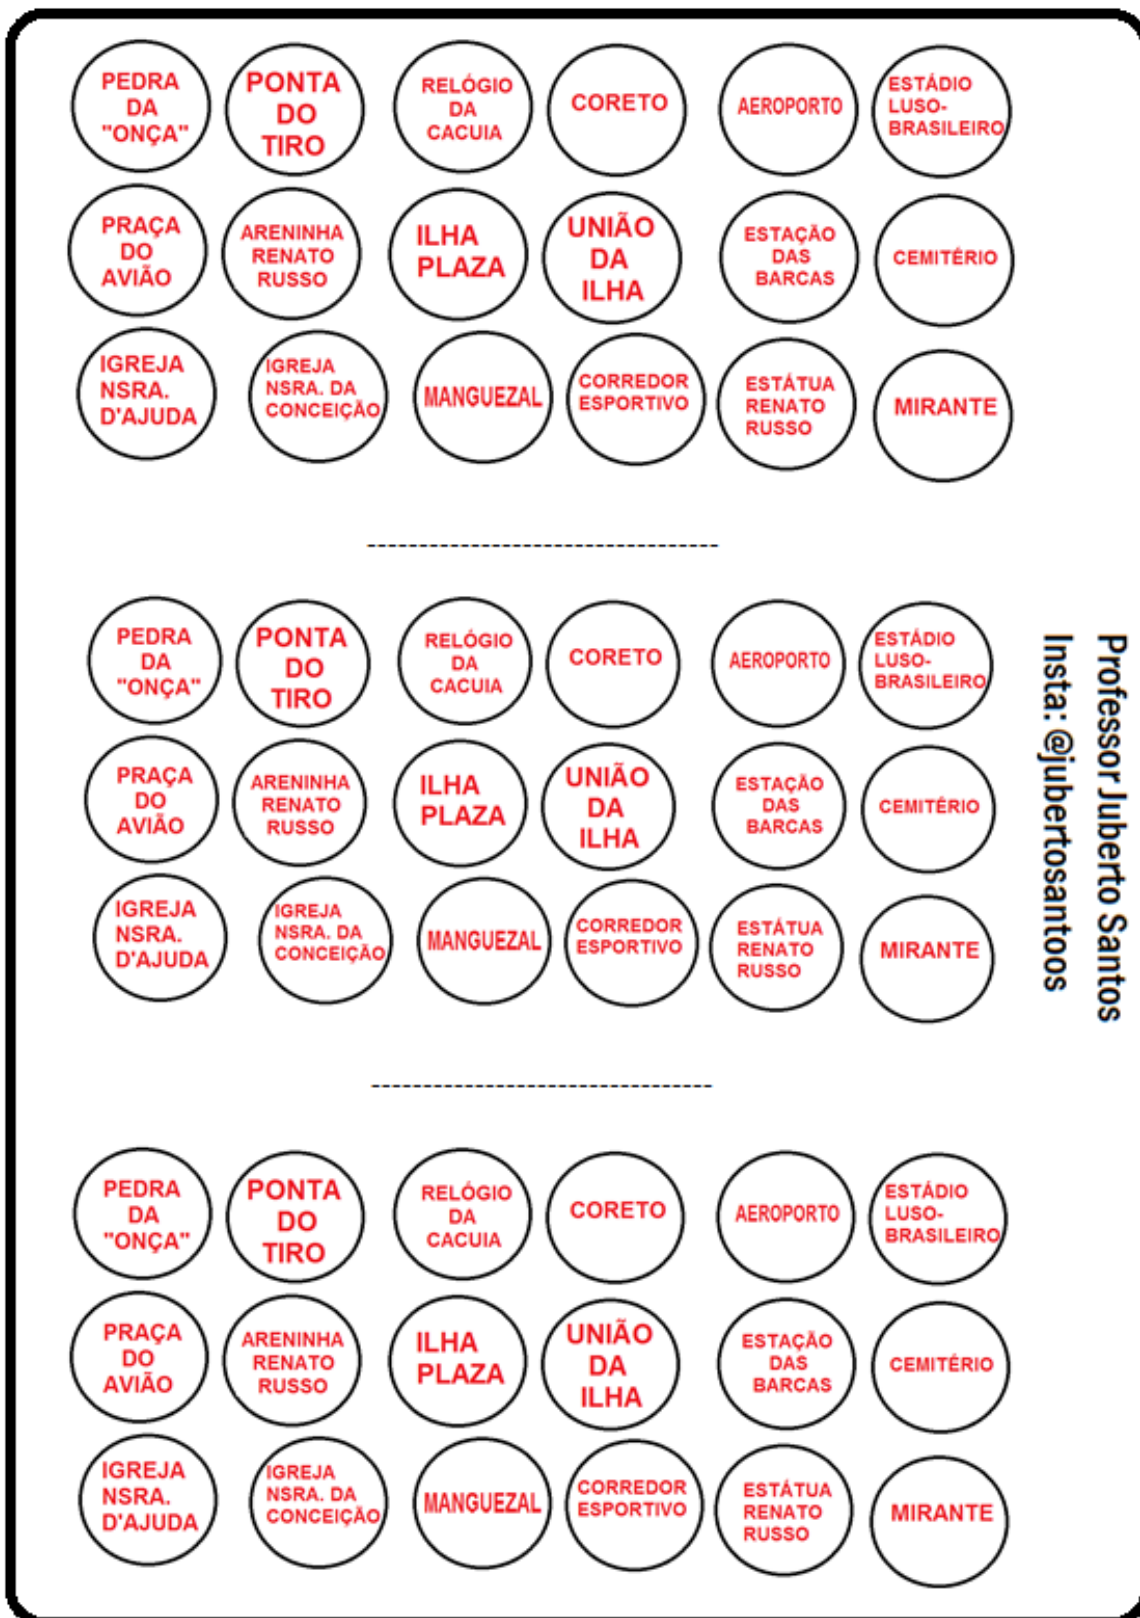 PEDRA
DA
"ONÇA"
PONTA
DO
TIRO
RELÓGIO
DA
CACUIA
CORETO
AEROPORTO
ESTÁDIO
LUSO-
BRASILEIRO
PRAÇA
DO
AVIÃO
ARENINHA
RENATO
RUSSO
ILHA
PLAZA
UNIÃO
DA
ILHA
ESTAÇÃO
DAS
BARCAS
CEMITÉRIO
IGREJA
NSRA.
D'AJUDA
IGREJA
NSRA. DA
CONCEIÇÃO
MANGUEZAL
CORREDOR
ESPORTIVO
ESTÁTUA
RENATO
RUSSO
MIRANTE
----------------------------------
PEDRA
DA
"ONÇA"
PONTA
DO
TIRO
RELÓGIO
DA
CACUIA
CORETO
AEROPORTO
ESTÁDIO
LUSO-
BRASILEIRO
PRAÇA
DO
AVIÃO
ARENINHA
RENATO
RUSSO
ILHA
PLAZA
UNIÃO
DA
ILHA
ESTAÇÃO
DAS
BARCAS
CEMITÉRIO
IGREJA
NSRA.
D'AJUDA
IGREJA
NSRA. DA
CONCEIÇÃO
MANGUEZAL
CORREDOR
ESPORTIVO
ESTÁTUA
RENATO
RUSSO
MIRANTE
---------------------------------
PEDRA
DA
"ONÇA"
PONTA
DO
TIRO
RELÓGIO
DA
CACUIA
CORETO
AEROPORTO
ESTÁDIO
LUSO-
BRASILEIRO
PRAÇA
DO
AVIÃO
ARENINHA
RENATO
RUSSO
ILHA
PLAZA
UNIÃO
DA
ILHA
ESTAÇÃO
DAS
BARCAS
CEMITÉRIO
IGREJA
NSRA.
D'AJUDA
IGREJA
NSRA. DA
CONCEIÇÃO
MANGUEZAL
CORREDOR
ESPORTIVO
ESTÁTUA
RENATO
RUSSO
MIRANTE
Professor Juberto Santos
Insta: @jubertosantoos